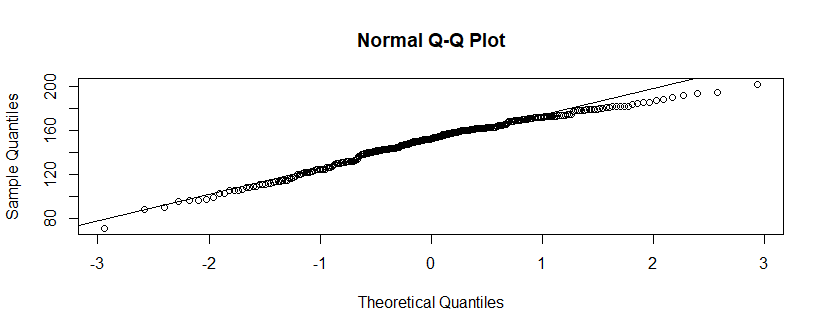 Normal Q-Q Plot
Sample Quantiles
200
160
120
80
-3 -2 -1 0 1 2 3
Theoretical Quantiles